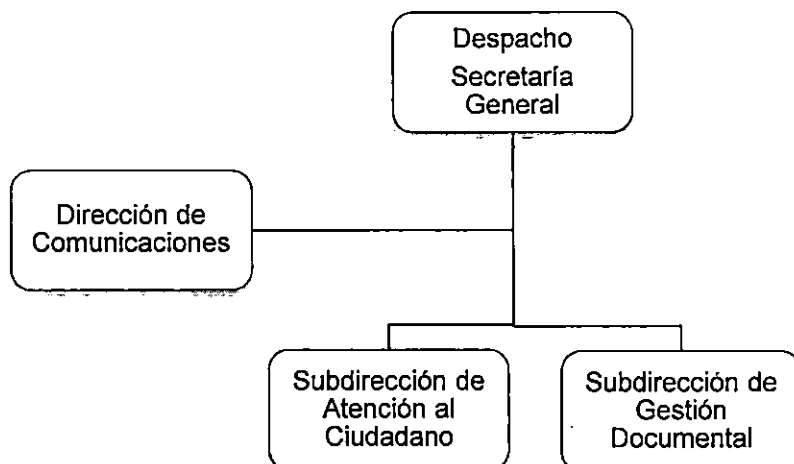 Despacho
Secretaría
General
Dirección de
Comunicaciones
Subdirección de
Atención al
Ciudadano
Subdirección de
Gestión
Documental